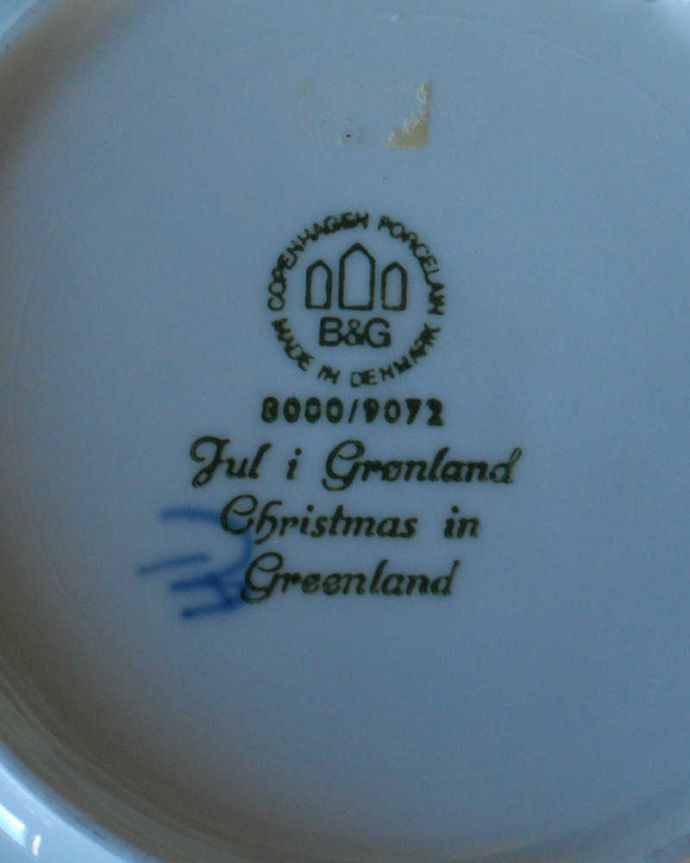 COPENHAGEN PORCELAIN
B&G
MADE IN DENMARK
8000/9072
Jul i Grønland
Christmas in
Greenland